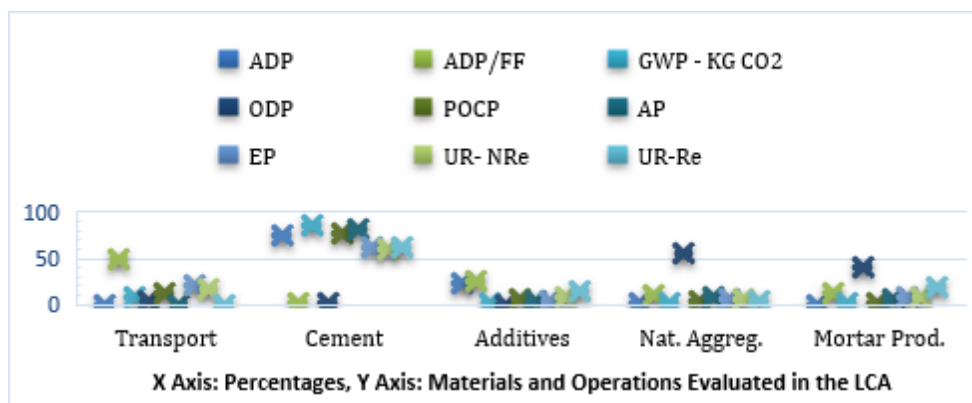 ADP ADP/FF GWP - KG CO2
ODP POCP AP
EP UR- NRe UR-Re
100
50
0
Transport Cement Additives Nat. Aggreg. Mortar Prod.
X Axis: Percentages, Y Axis: Materials and Operations Evaluated in the LCA